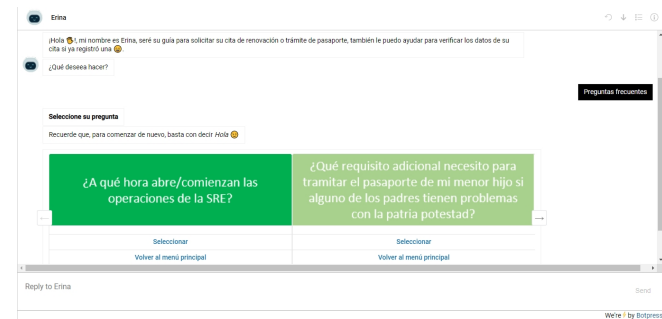 Erina
¡Hola 👋!, mi nombre es Erina, seré su guía para solicitar su cita de renovación o trámite de pasaporte, también le puedo ayudar para verificar los datos de su
cita si ya registró una 😀.
¿Qué deseea hacer?
Preguntas frecuentes
Seleccione su pregunta
Recuerde que, para comenzar de nuevo, basta con decir Hola 😊
¿A qué hora abre/comienzan las
operaciones de la SRE?
¿Qué requisito adicional necesito para
tramitar el pasaporte de mi menor hijo si
alguno de los padres tienen problemas
con la patria potestad?
Seleccionar
Seleccionar
Volver al menú principal
Volver al menú principal
Reply to Erina
Send
We're ⚡ by Botpress